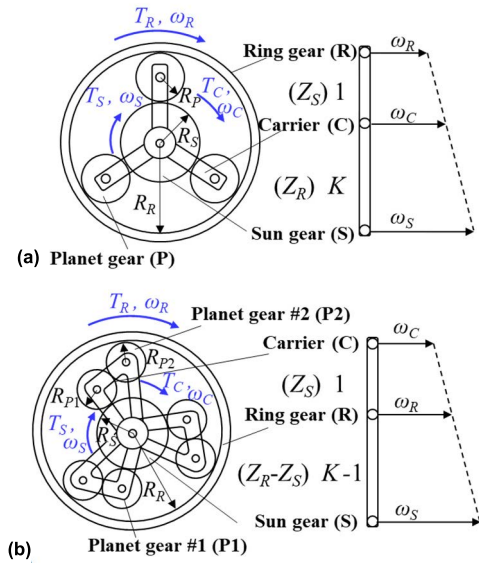 (a)
T_R, ω_R
Ring gear (R)
ω_R
T_S, ω_S
R_P
T_C, ω_C
(Z_S) 1
R_S
Carrier (C)
ω_C
R_R
(Z_R) K
Sun gear (S)
ω_S
Planet gear (P)
(b)
T_R, ω_R
Planet gear #2 (P2)
ω_C
Carrier (C)
R_P2
T_C, ω_C
(Z_S) 1
R_P1
T_S, ω_S
R_S
Ring gear (R)
ω_R
R_R
(Z_R-Z_S) K-1
Sun gear (S)
ω_S
Planet gear #1 (P1)